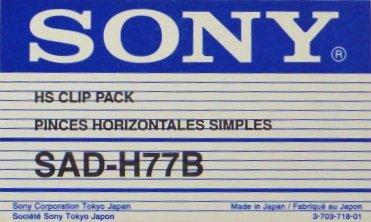 SONY®
HS CLIP PACK
PINCES HORIZONTALES SIMPLES
SAD-H77B
Sony Corporation Tokyo Japan Made in Japan / Fabriqué au Japon
Société Sony Tokyo Japon 3-703-718-01